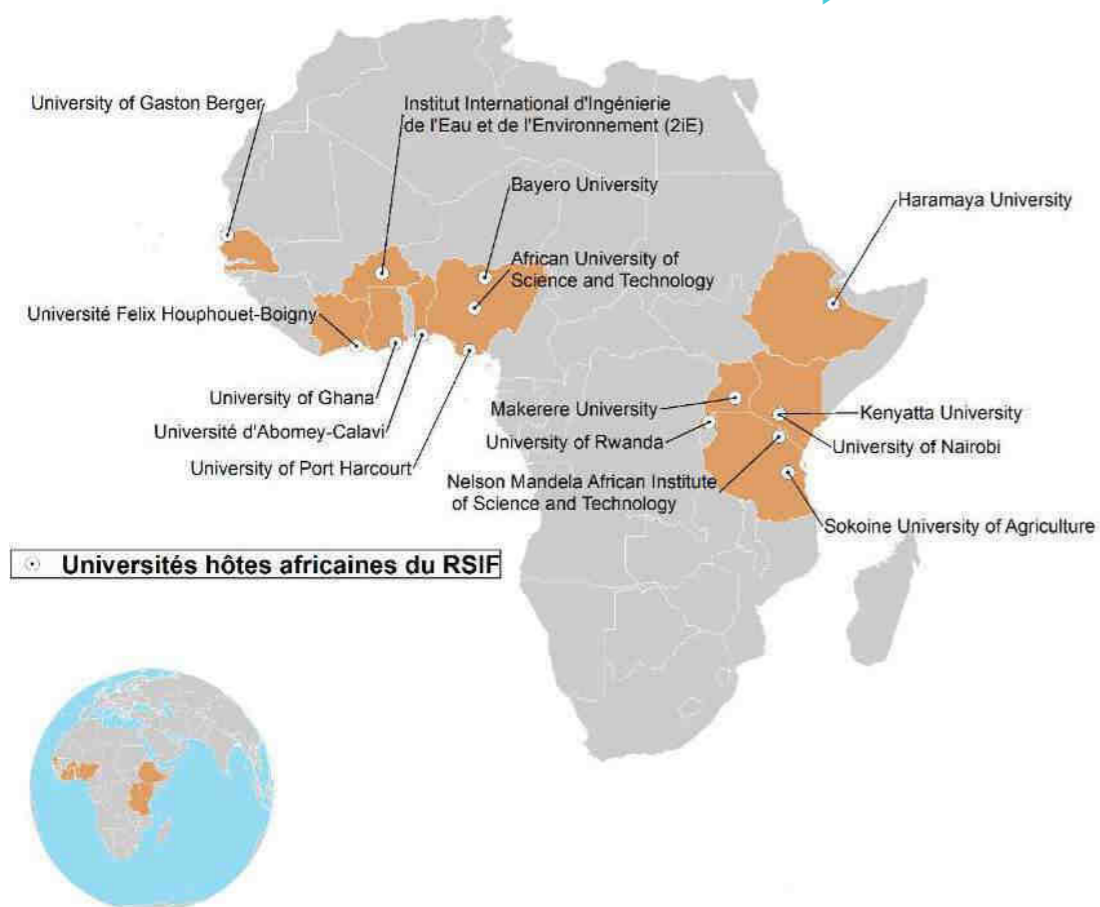 University of Gaston Berger
Institut International d'Ingénierie
de l'Eau et de l'Environnement (2iE)
Bayero University
Haramaya University
African University of
Science and Technology
Université Felix Houphouet-Boigny
University of Ghana
Makerere University
Kenyatta University
Université d'Abomey-Calavi
University of Rwanda
University of Nairobi
University of Port Harcourt
Nelson Mandela African Institute
of Science and Technology
Sokoine University of Agriculture
Universités hôtes africaines du RSIF